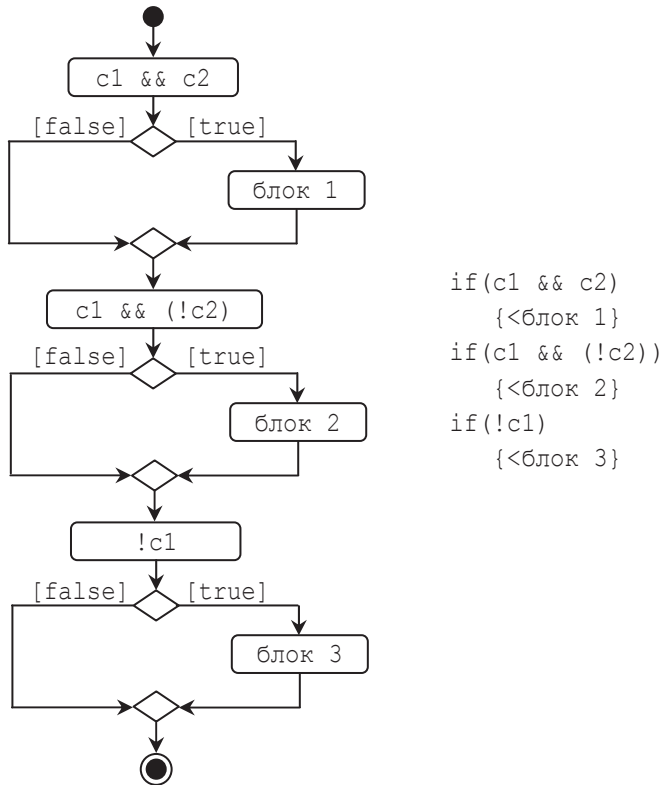 c1 && c2
[false] [true]
блок 1
c1 && (!c2)
[false] [true]
блок 2
!c1
[false] [true]
блок 3
if(c1 && c2)
{<блок 1}
if(c1 && (!c2))
{<блок 2}
if(!c1)
{<блок 3}